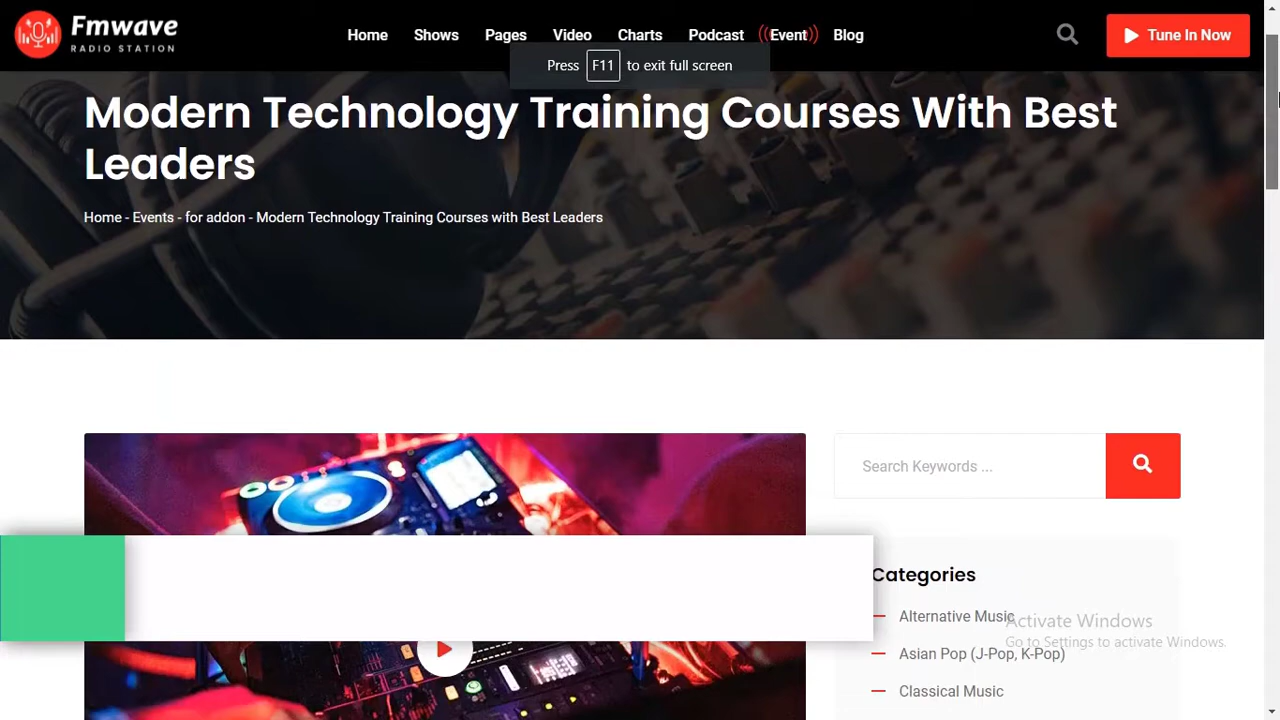 Fmwave
RADIO STATION
Home Shows Pages Video Charts Podcast Event Blog
Tune In Now
Press F11 to exit full screen
Modern Technology Training Courses With Best
Leaders
Home - Events - for addon - Modern Technology Training Courses with Best Leaders
Search Keywords ...
Categories
Alternative Music
Asian Pop (J-Pop, K-Pop)
Classical Music
Activate Windows
Go to Settings to activate Windows.